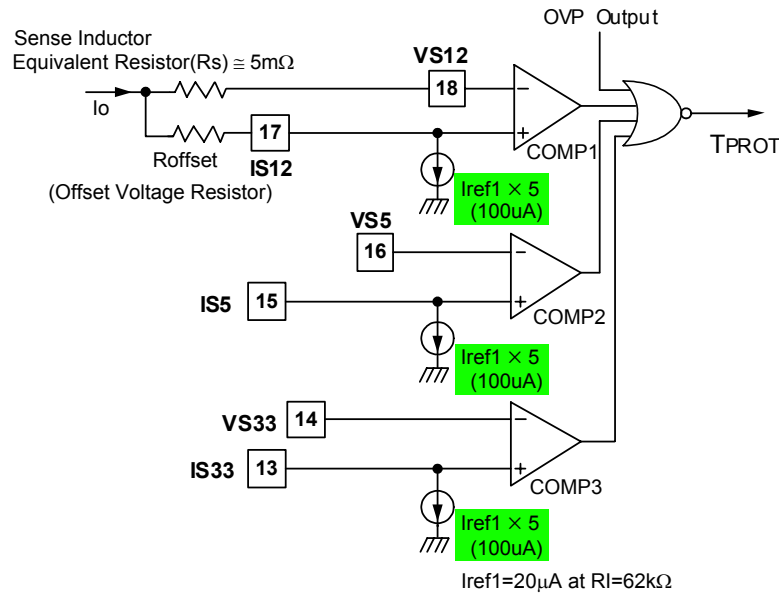 OVP Output
Sense Inductor
Equivalent Resistor(Rs) ≅ 5mΩ
VS12
18
−
Io
17
+
COMP1
TPROT
Roffset
IS12
(Offset Voltage Resistor)
Iref1 × 5
(100uA)
VS5
16
−
IS5
15
+
COMP2
Iref1 × 5
(100uA)
VS33
14
−
IS33
13
+
COMP3
Iref1 × 5
(100uA)
Iref1=20µA at RI=62kΩ